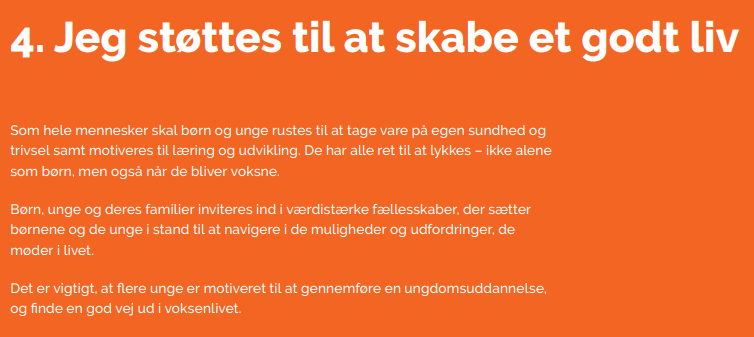 4. Jeg støttes til at skabe et godt liv
Som hele mennesker skal børn og unge rustes til at tage vare på egen sundhed og
trivsel samt motiveres til læring og udvikling. De har alle ret til at lykkes – ikke alene
som børn, men også når de bliver voksne.
Børn, unge og deres familier inviteres ind i værdistærke fællesskaber, der sætter
børnene og de unge i stand til at navigere i de muligheder og udfordringer, de
møder i livet.
Det er vigtigt, at flere unge er motiveret til at gennemføre en ungdomsuddannelse,
og finde en god vej ud i voksenlivet.